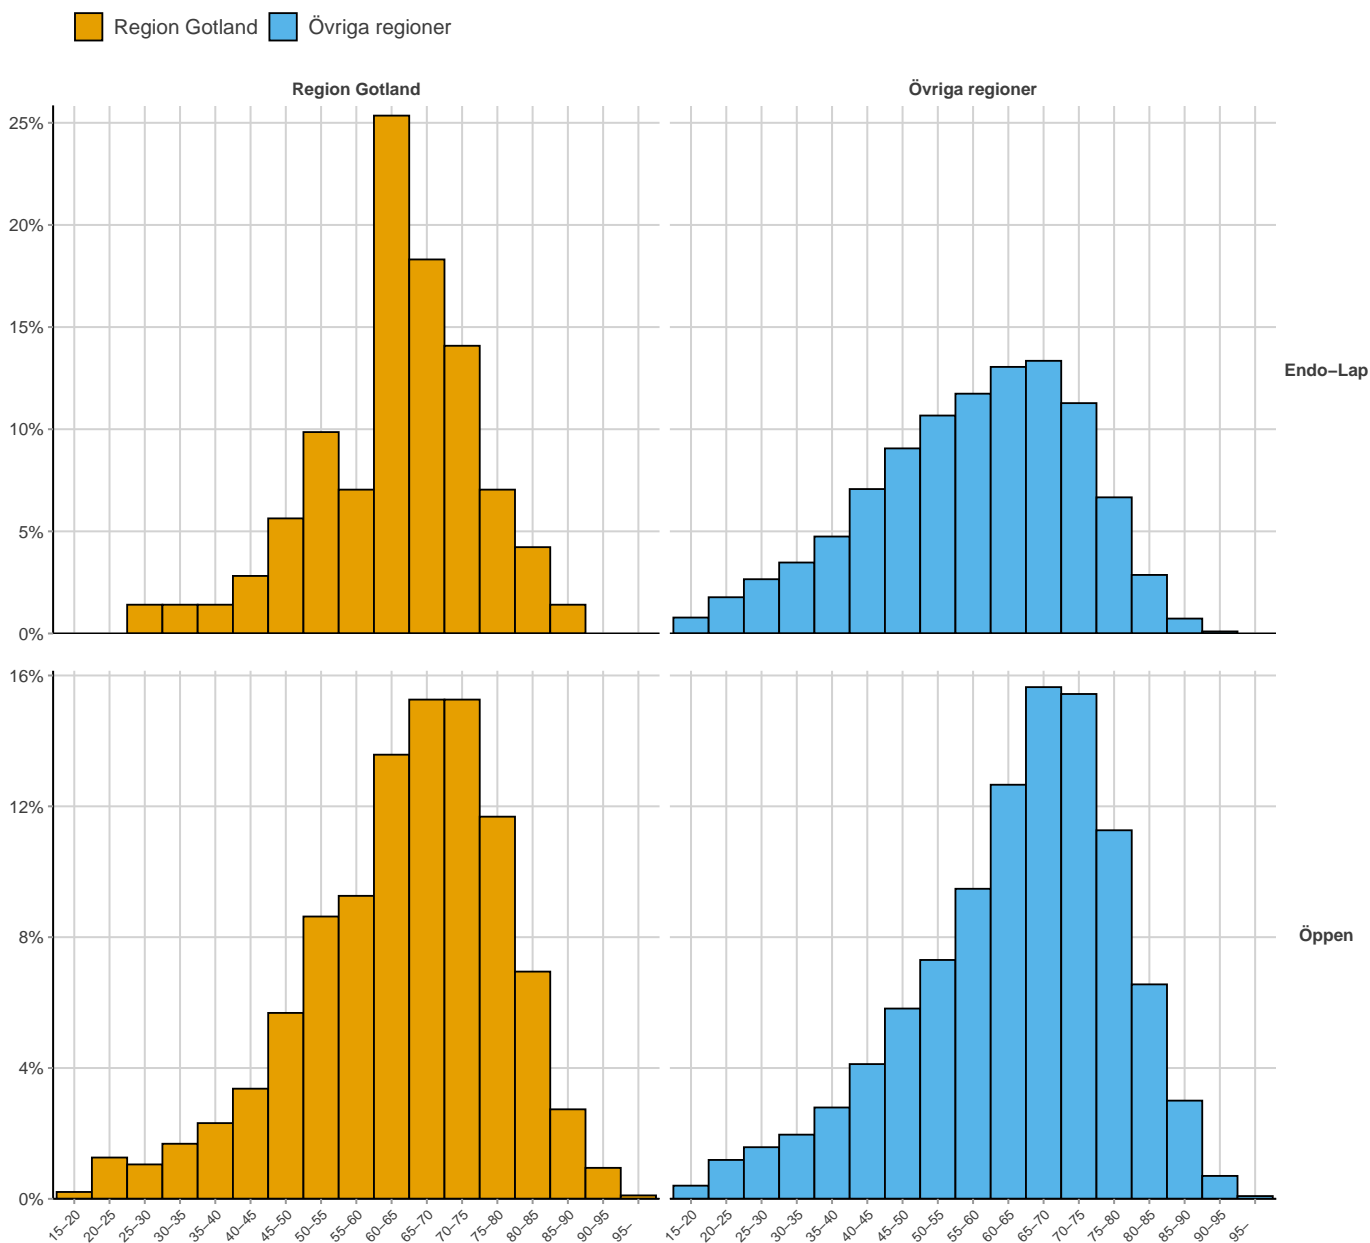 Region Gotland Övriga regioner
Region Gotland Övriga regioner
25%
20%
15%
10%
5%
0%
Endo–Lap
16%
12%
8%
4%
0%
Öppen
15–20 20–25 25–30 30–35 35–40 40–45 45–50 50–55 55–60 60–65 65–70 70–75 75–80 80–85 85–90 90–95 95– 15–20 20–25 25–30 30–35 35–40 40–45 45–50 50–55 55–60 60–65 65–70 70–75 75–80 80–85 85–90 90–95 95–